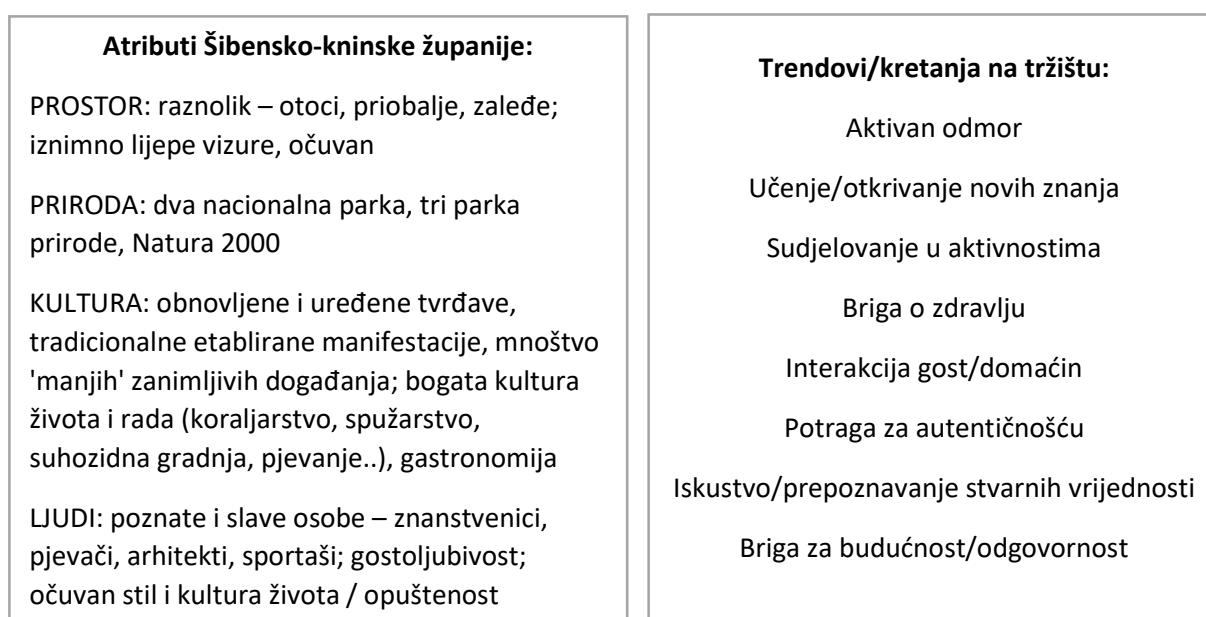 Atributi Šibensko-kninske županije:
PROSTOR: raznolik – otoci, priobalje, zaleđe;
iznimno lijepe vizure, očuvan
PRIRODA: dva nacionalna parka, tri parka
prirode, Natura 2000
KULTURA: obnovljene i uređene tvrđave,
tradicionalne etablirane manifestacije, mnoštvo
'manjih' zanimljivih događanja; bogata kultura
života i rada (koraljarstvo, spužarstvo,
suhozidna gradnja, pjevanje..), gastronomija
LJUDI: poznate i slave osobe – znanstvenici,
pjevači, arhitekti, sportaši; gostoljubivost;
očuvan stil i kultura života / opuštenost
Trendovi/kretanja na tržištu:
Aktivan odmor
Učenje/otkrivanje novih znanja
Sudjelovanje u aktivnostima
Briga o zdravlju
Interakcija gost/domaćin
Potraga za autentičnošću
Iskustvo/prepoznavanje stvarnih vrijednosti
Briga za budućnost/odgovornost